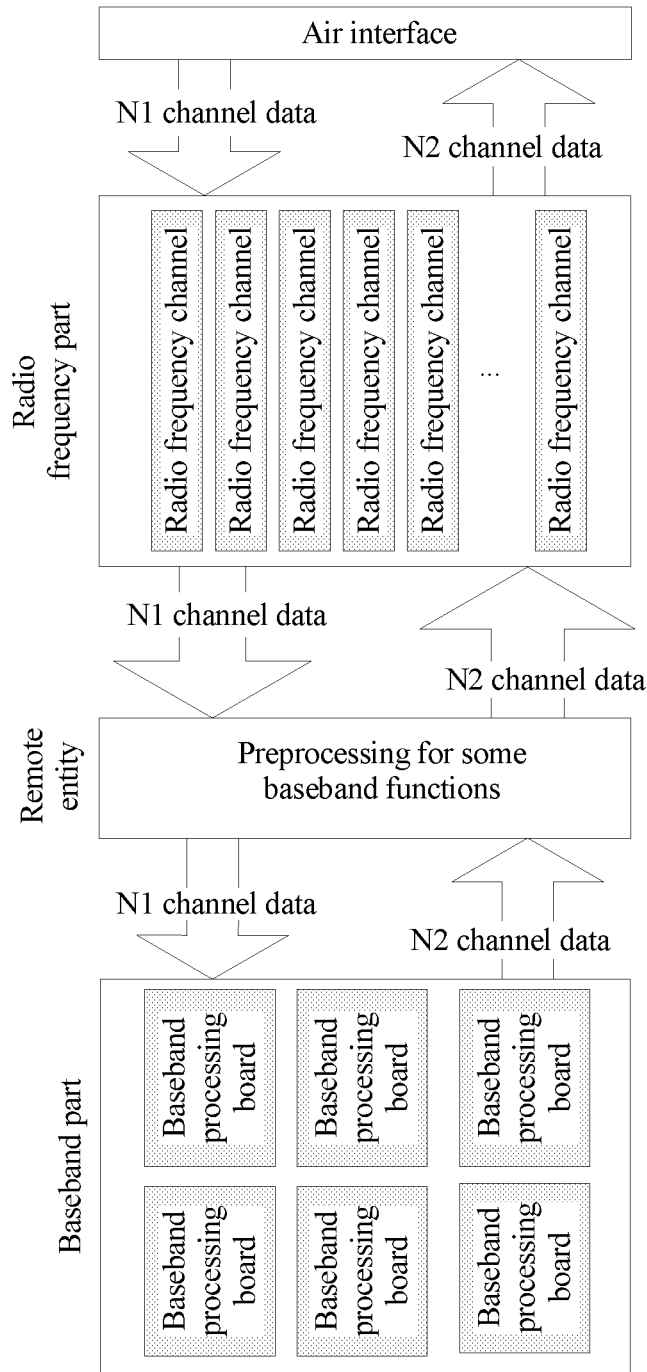 Air interface
N1 channel data
N2 channel data
Radio
frequency part
Radio frequency channel
Radio frequency channel
Radio frequency channel
Radio frequency channel
Radio frequency channel
...
Radio frequency channel
N1 channel data
N2 channel data
Remote
entity
Preprocessing for some
baseband functions
N1 channel data
N2 channel data
Baseband part
Baseband
processing
board
Baseband
processing
board
Baseband
processing
board
Baseband
processing
board
Baseband
processing
board
Baseband
processing
board